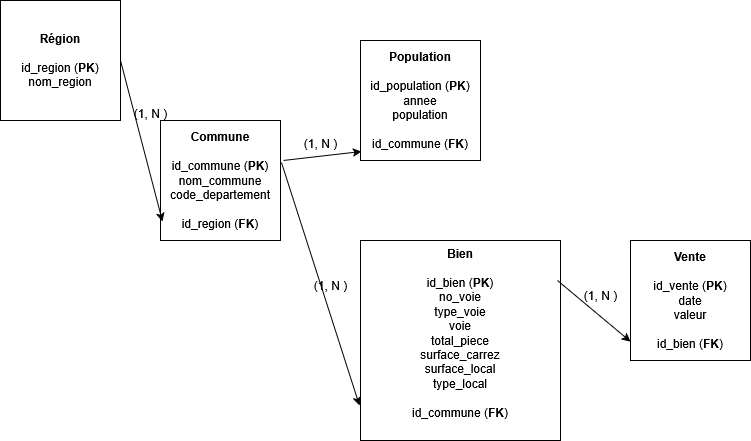 Région
id_region (PK)
nom_region
(1, N )
Commune
id_commune (PK)
nom_commune
code_departement
id_region (FK)
(1, N )
Population
id_population (PK)
annee
population
id_commune (FK)
(1, N )
Bien
id_bien (PK)
no_voie
type_voie
voie
total_piece
surface_carrez
surface_local
type_local
id_commune (FK)
(1, N )
Vente
id_vente (PK)
date
valeur
id_bien (FK)